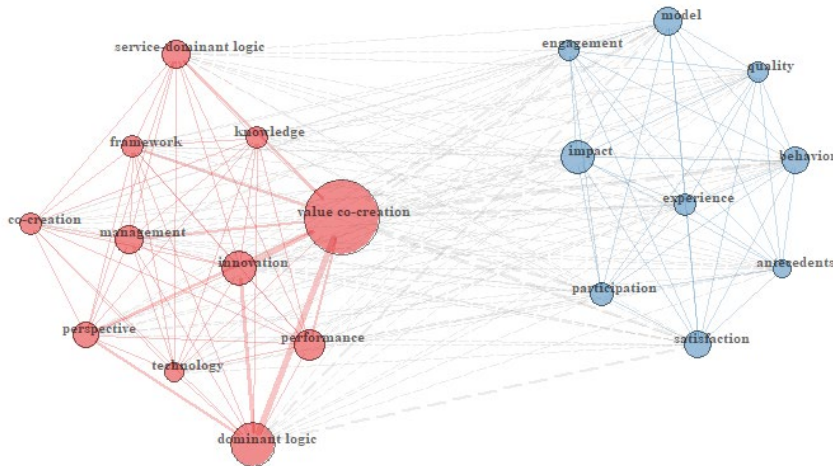 model
service-dominant logic
engagement
quality
knowledge
framework
impact
behavior
experience
value co-creation
co-creation
management
innovation
antecedents
participation
perspective
performance
satisfaction
technology
dominant logic